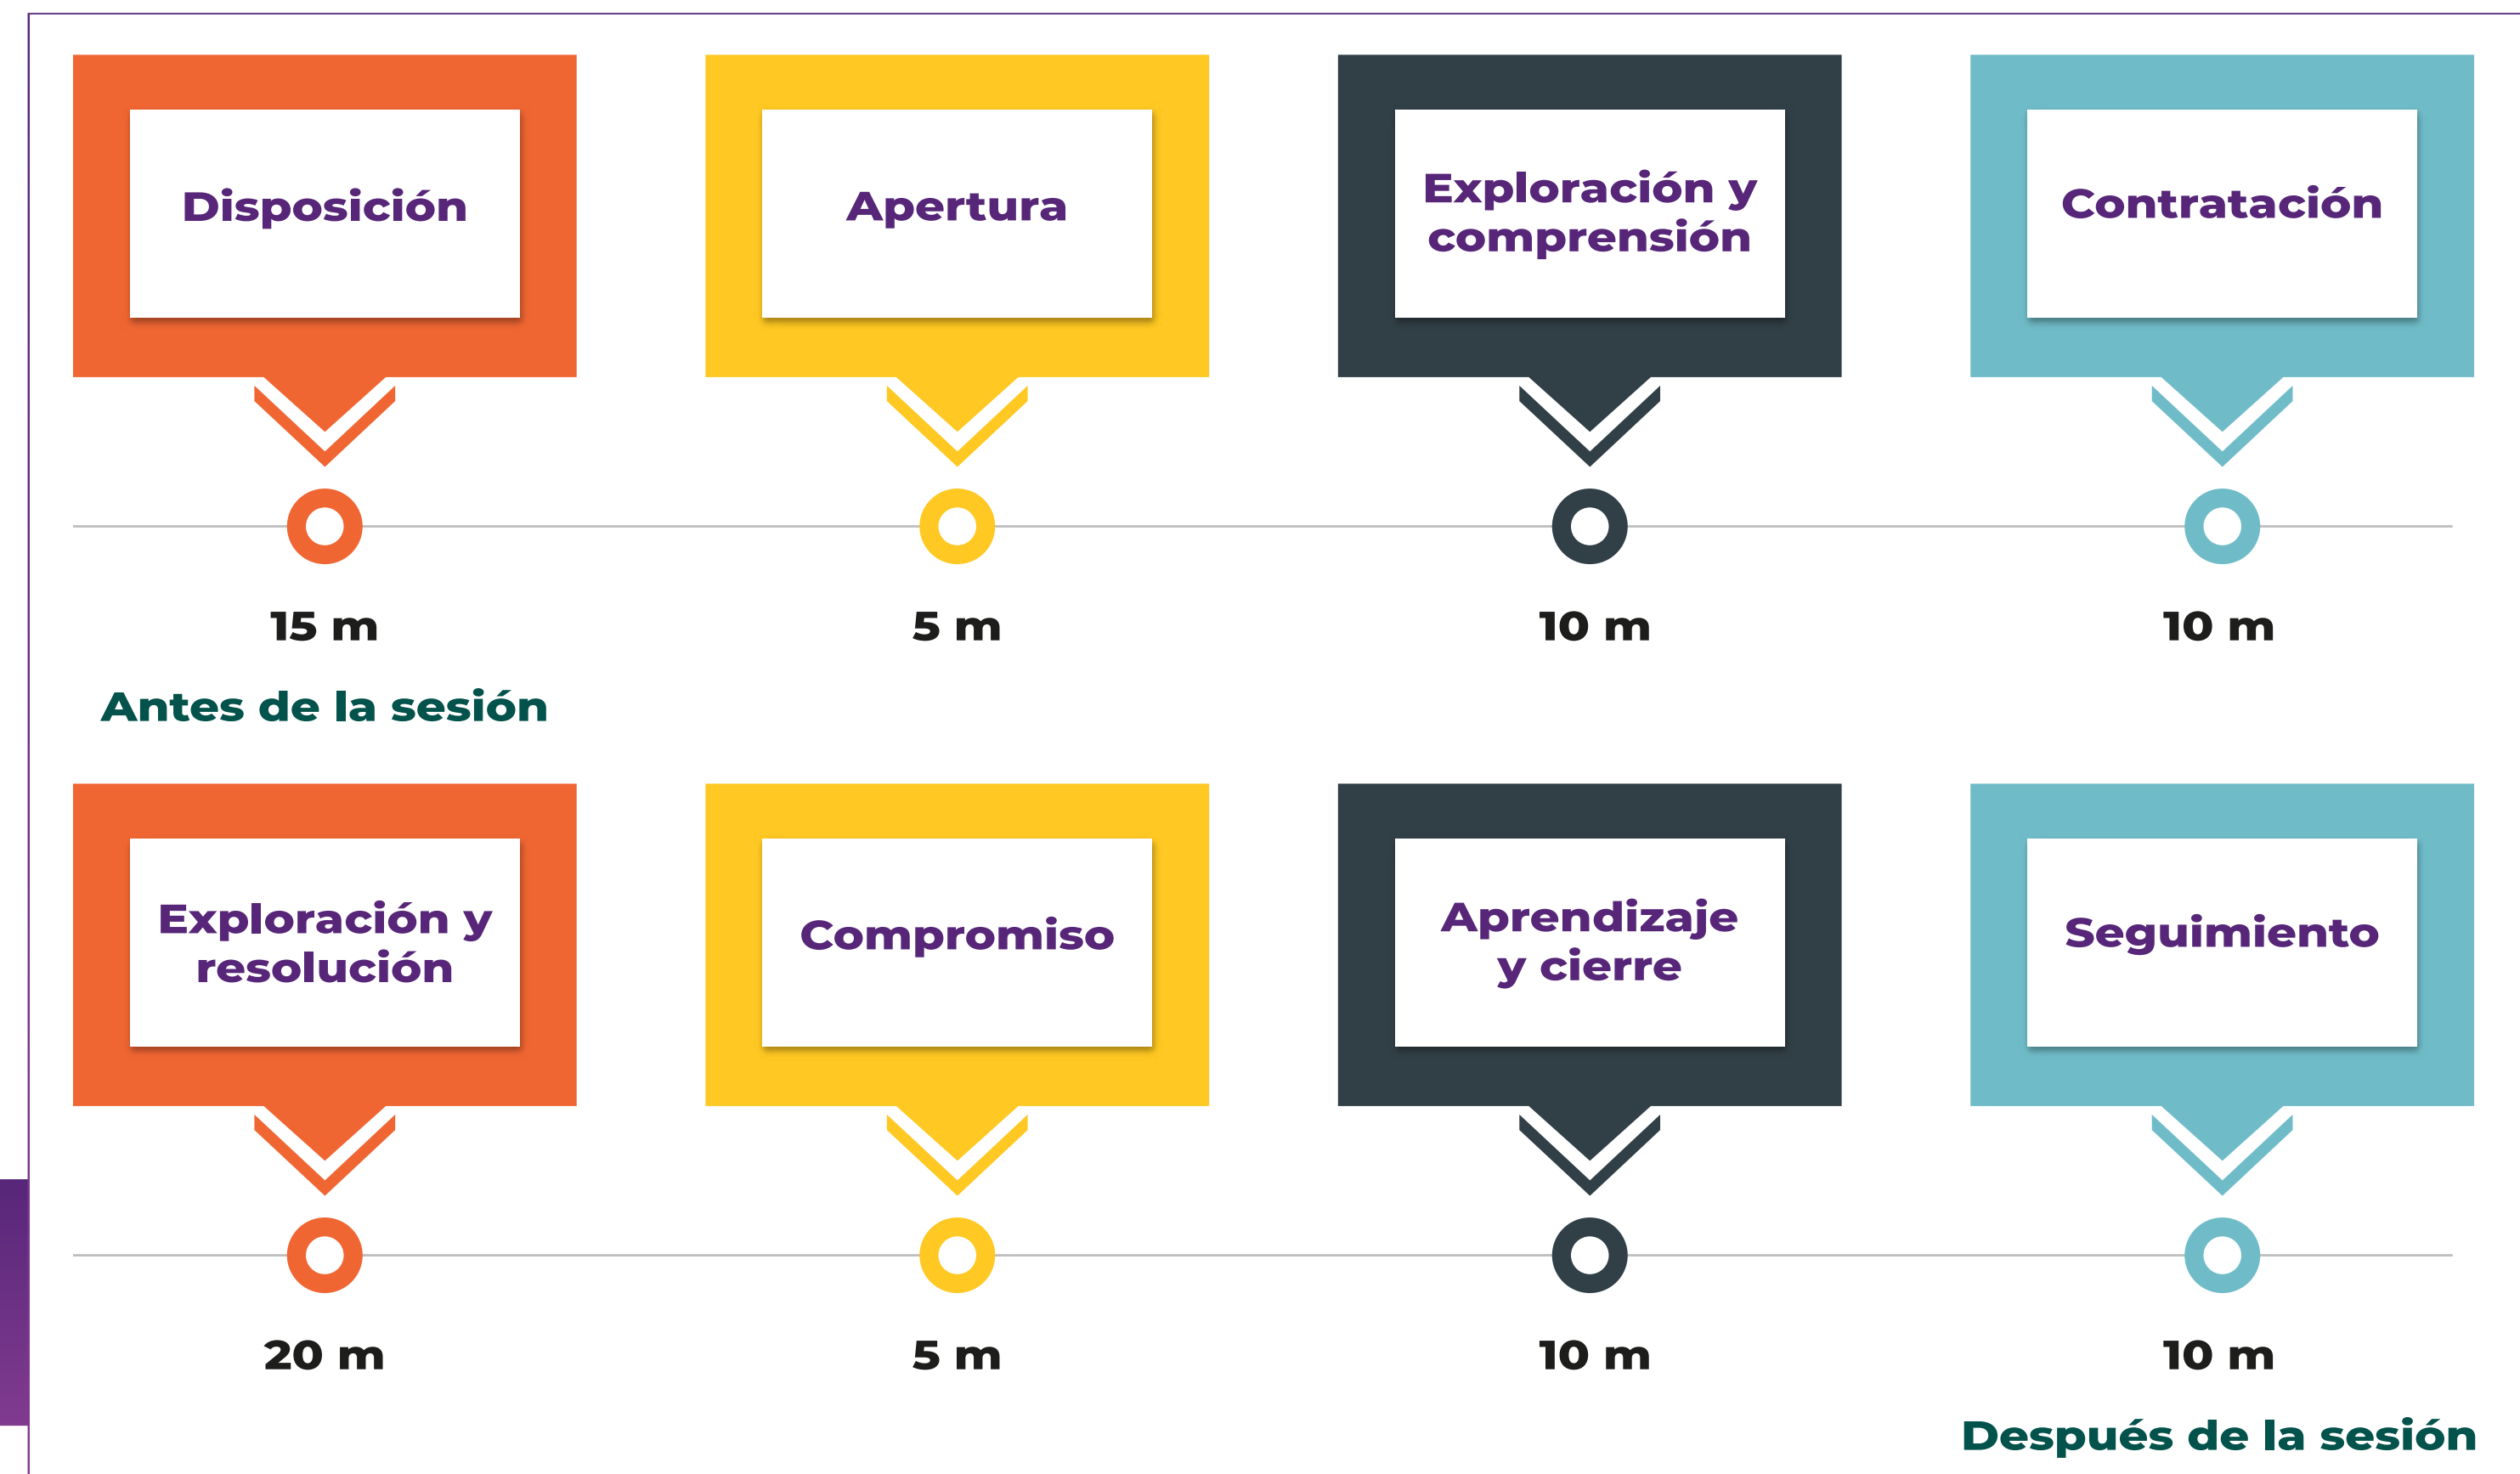 Disposición
Apertura
Exploración y
comprensión
Contratación
15 m
5 m
10 m
10 m
Antes de la sesión
Exploración y
resolución
Compromiso
Aprendizaje
y cierre
Seguimiento
20 m
5 m
10 m
10 m
Después de la sesión